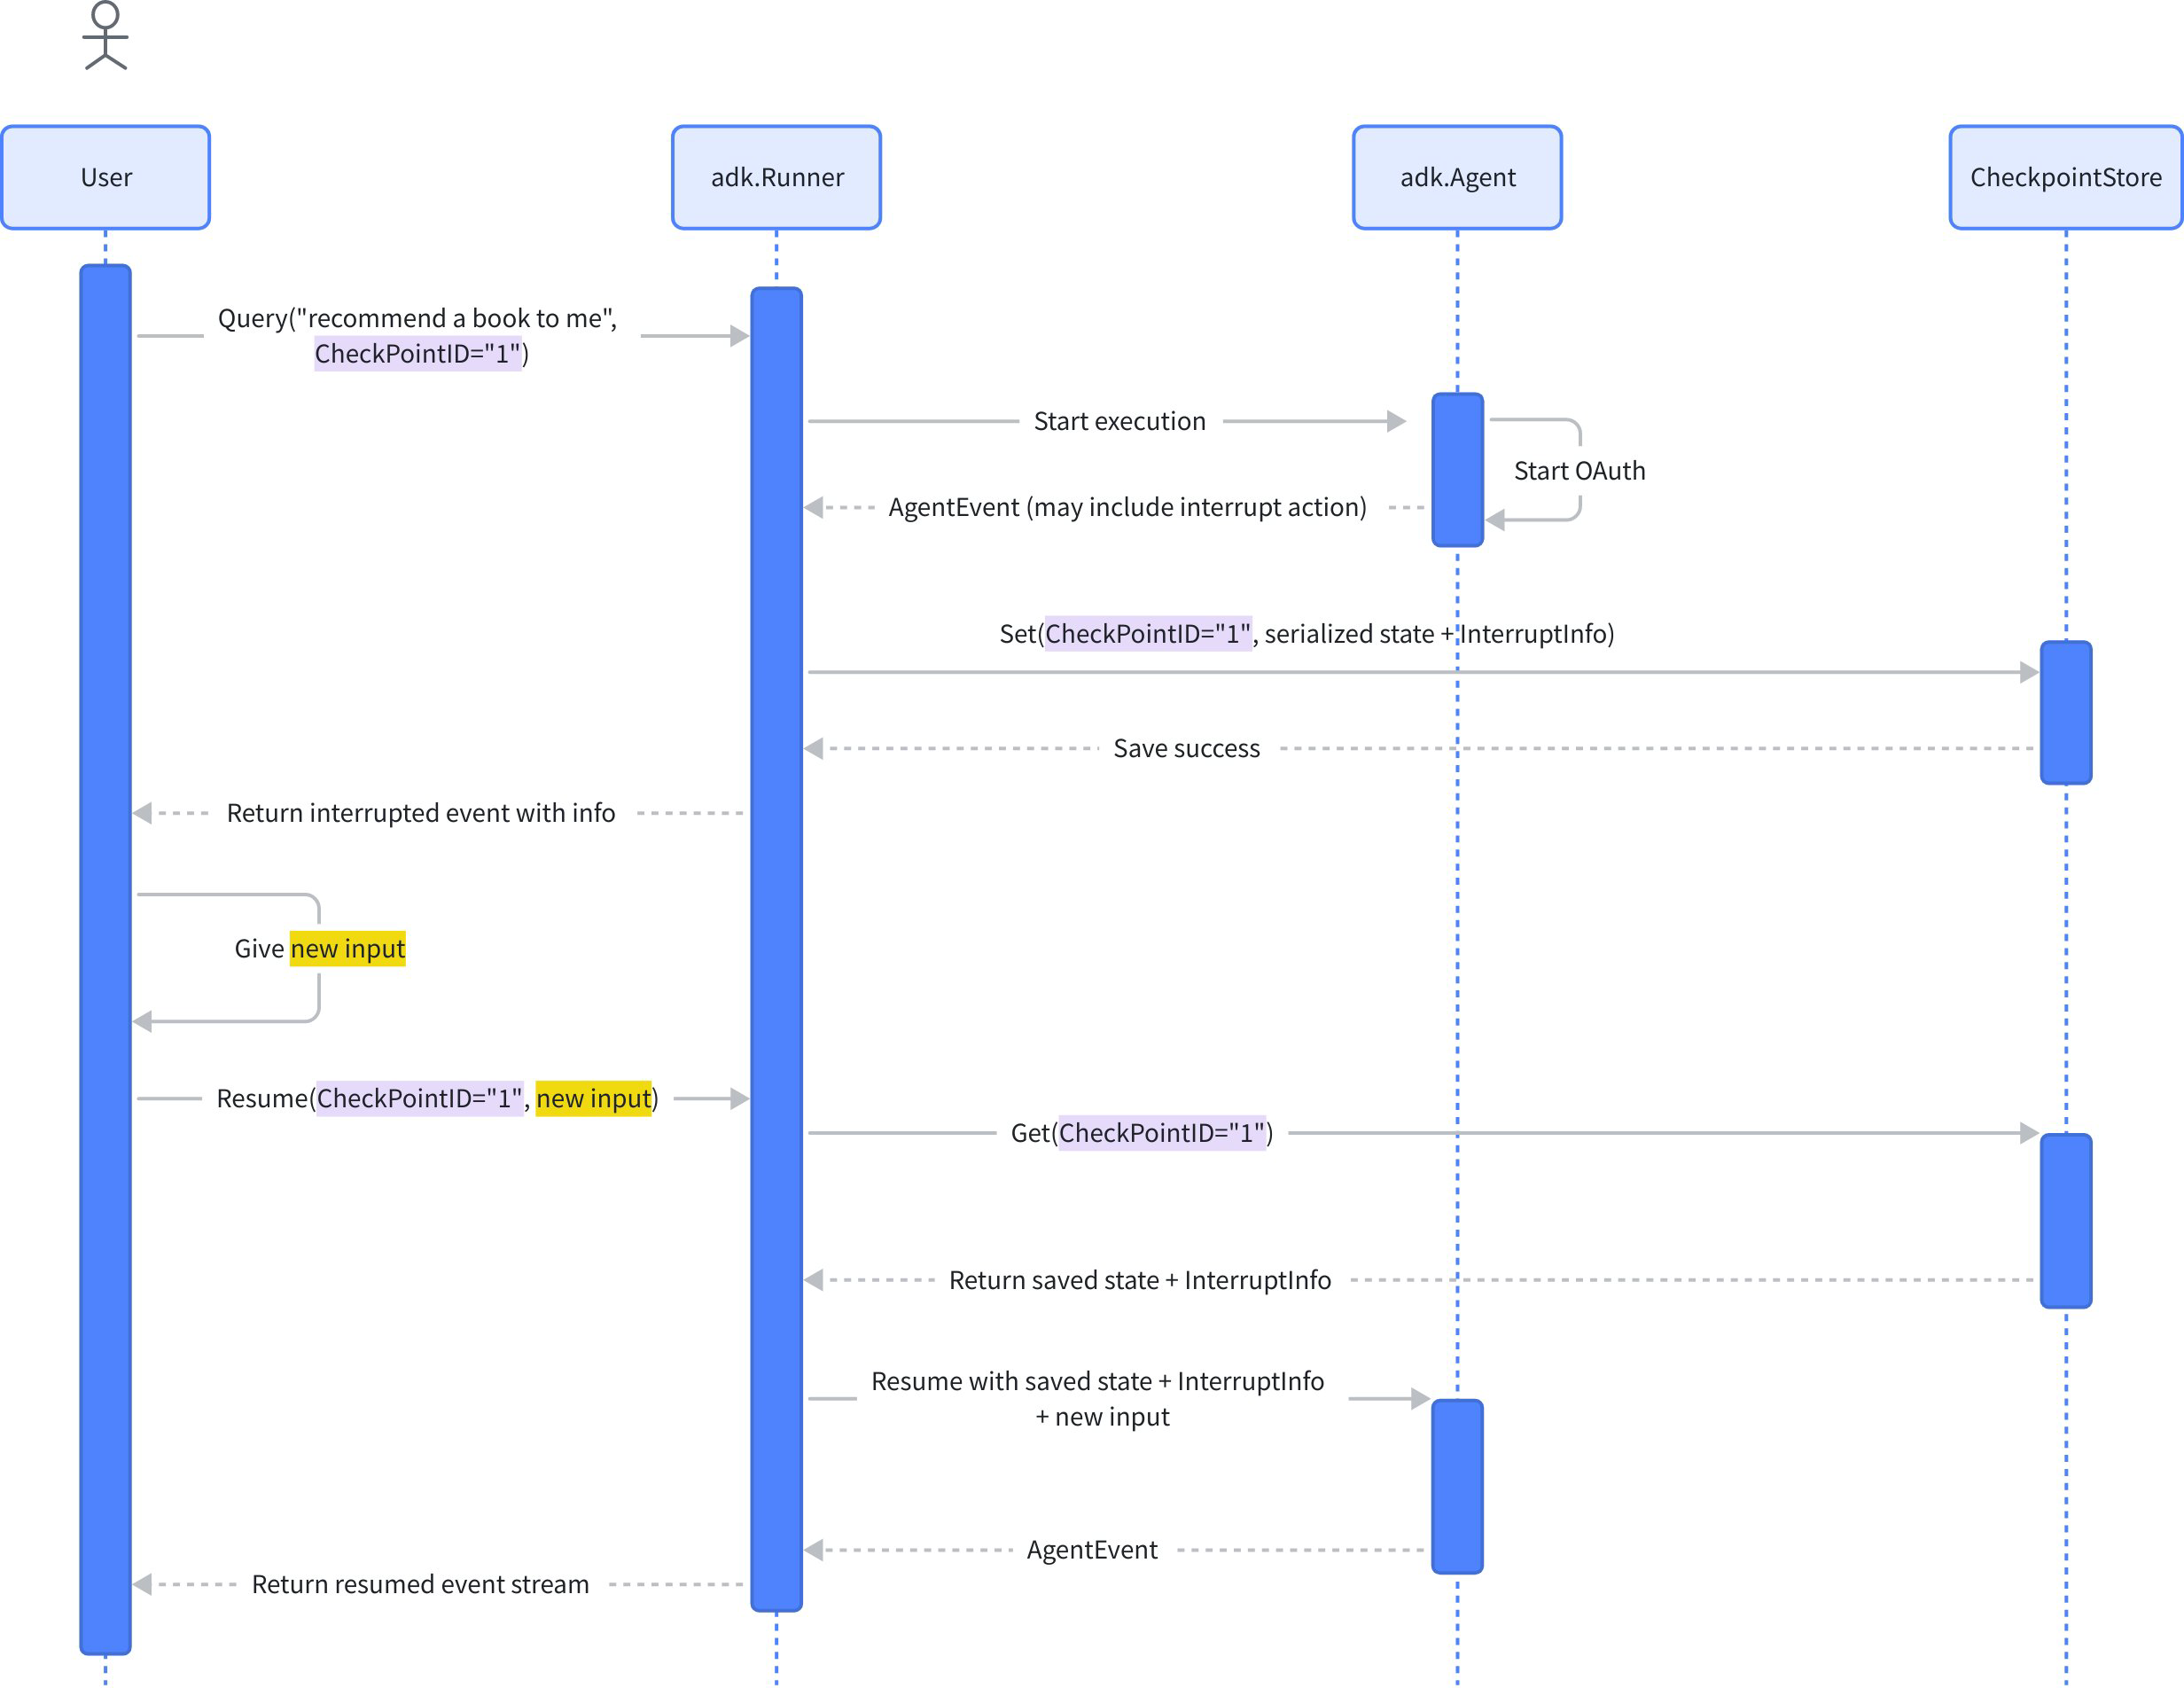 User
adk.Runner
adk.Agent
CheckpointStore
Query("recommend a book to me",
CheckPointID="1")
Start execution
Start OAuth
AgentEvent (may include interrupt action)
Set(CheckPointID="1", serialized state + InterruptInfo)
Save success
Return interrupted event with info
Give new input
Resume(CheckPointID="1", new input)
Get(CheckPointID="1")
Return saved state + InterruptInfo
Resume with saved state + InterruptInfo
+ new input
AgentEvent
Return resumed event stream